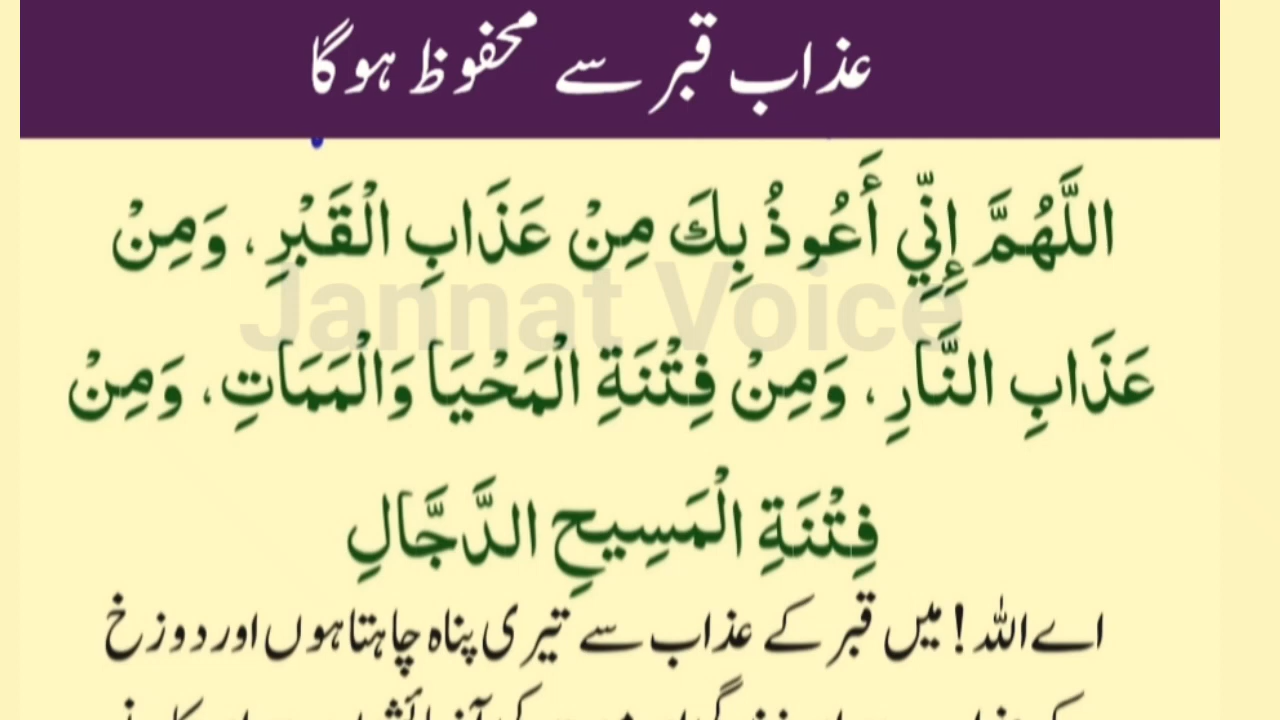 عذاب قبر سے محفوظ ہوگا
اللَّهُمَّ إِنِّي أَعُوذُ بِكَ مِنْ عَذَابِ الْقَبْرِ، وَمِنْ
Jannat Voice
عَذَابِ النَّارِ، وَمِنْ فِتْنَةِ الْمَحْيَا وَالْمَمَاتِ، وَمِنْ
فِتْنَةِ الْمَسِيحِ الدَّجَّالِ
اے اللہ! میں قبر کے عذاب سے تیری پناہ چاہتا ہوں اور دوزخ